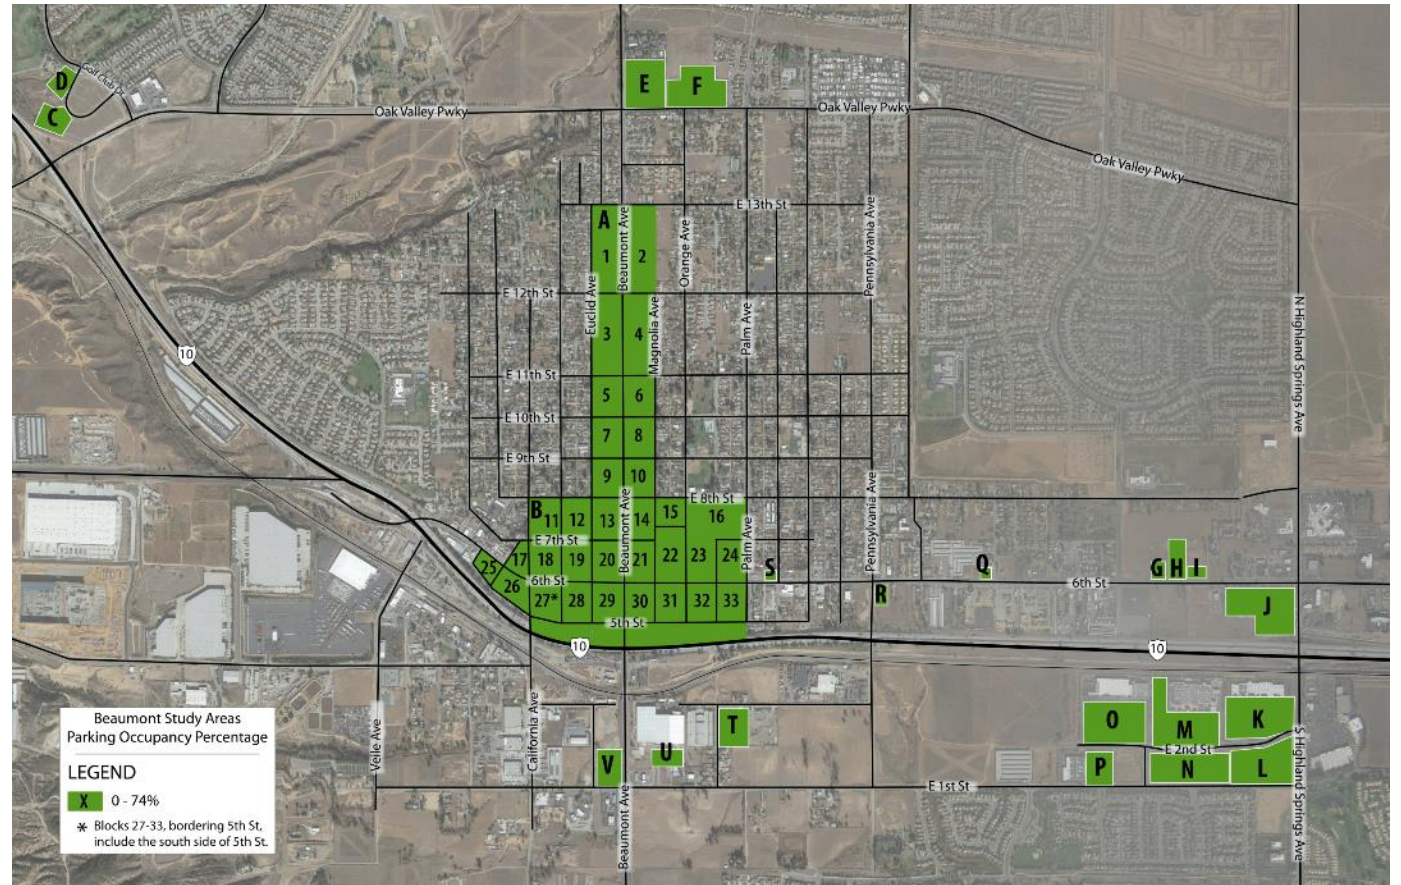 D
Golf Club Dr
C
E
F
Oak Valley Pwky
Oak Valley Pwky
Oak Valley Pwky
E 13th St
A
1
2
Beaumont Ave
Orange Ave
Pennsylvania Ave
E 12th St
Euclid Ave
3
4
Magnolia Ave
Palm Ave
N Highland Springs Ave
10
E 11th St
5
6
E 10th St
7
8
E 9th St
9
10
E 8th St
B
11
12
13
14
15
16
Beaumont Ave
Palm Ave
Pennsylvania Ave
E 7th St
25
17
18
19
20
21
22
23
24
S
Q
G
H
I
6th St
6th St
26
27*
28
29
30
31
32
33
R
J
5th St
10
10
O
M
K
T
E 2nd St
V
U
P
N
L
Veile Ave
California Ave
Beaumont Ave
E 1st St
S Highland Springs Ave
Beaumont Study Areas
Parking Occupancy Percentage
LEGEND
X 0 - 74%
* Blocks 27-33, bordering 5th St,
include the south side of 5th St.